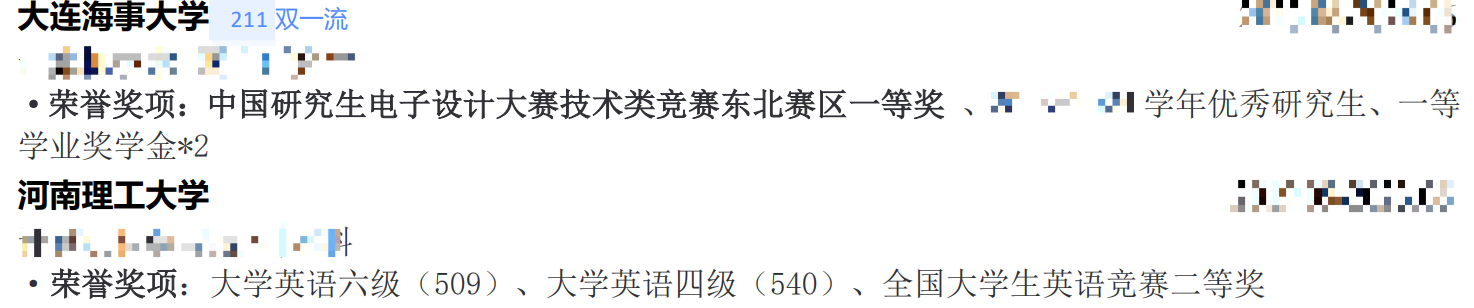 大连海事大学 211 双一流
·荣誉奖项：中国研究生电子设计大赛技术类竞赛东北赛区一等奖 、 学年优秀研究生、一等
学业奖学金*2
河南理工大学
科
·荣誉奖项：大学英语六级（509）、大学英语四级（540）、全国大学生英语竞赛二等奖